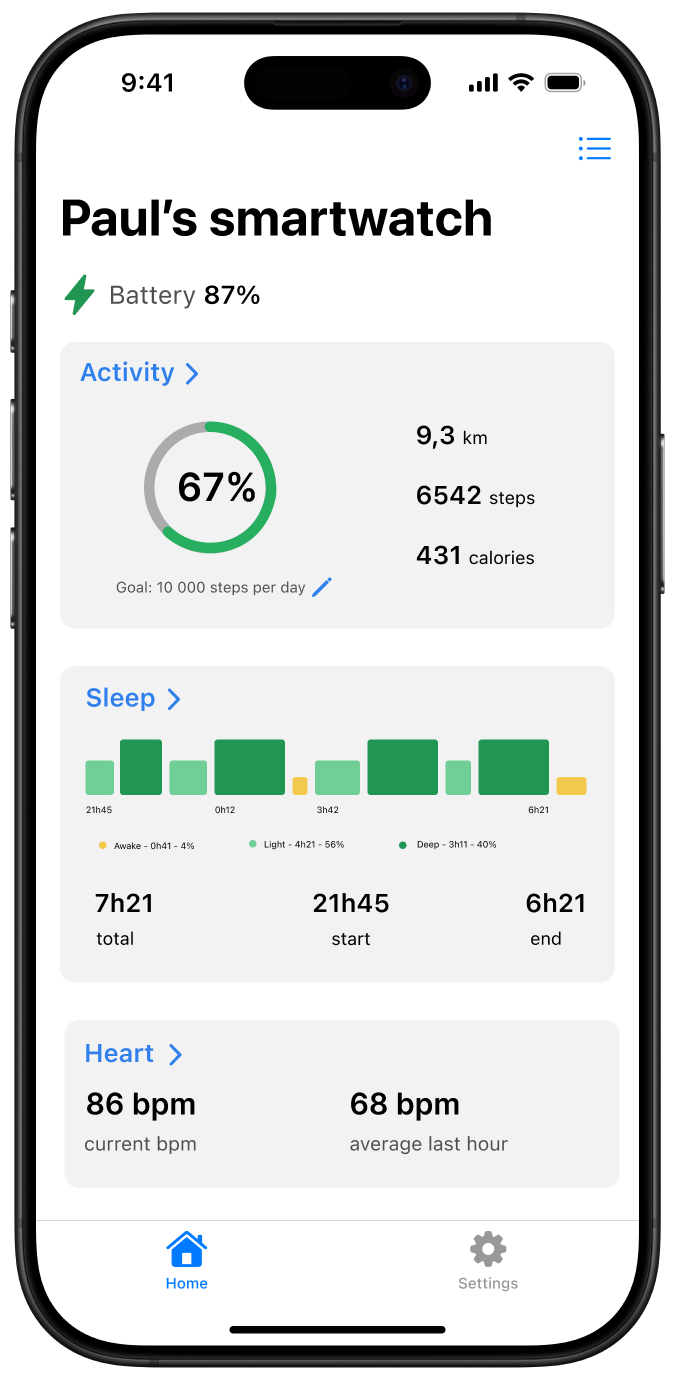 9:41
Paul’s smartwatch
Battery 87%
Activity
67%
Goal: 10 000 steps per day
9,3 km
6542 steps
431 calories
Sleep
21h45 0h12 3h42 6h21
Awake - 0h41 - 4% Light - 4h21 - 56% Deep - 3h11 - 40%
7h21 21h45 6h21
total start end
Heart
86 bpm 68 bpm
current bpm average last hour
Home Settings